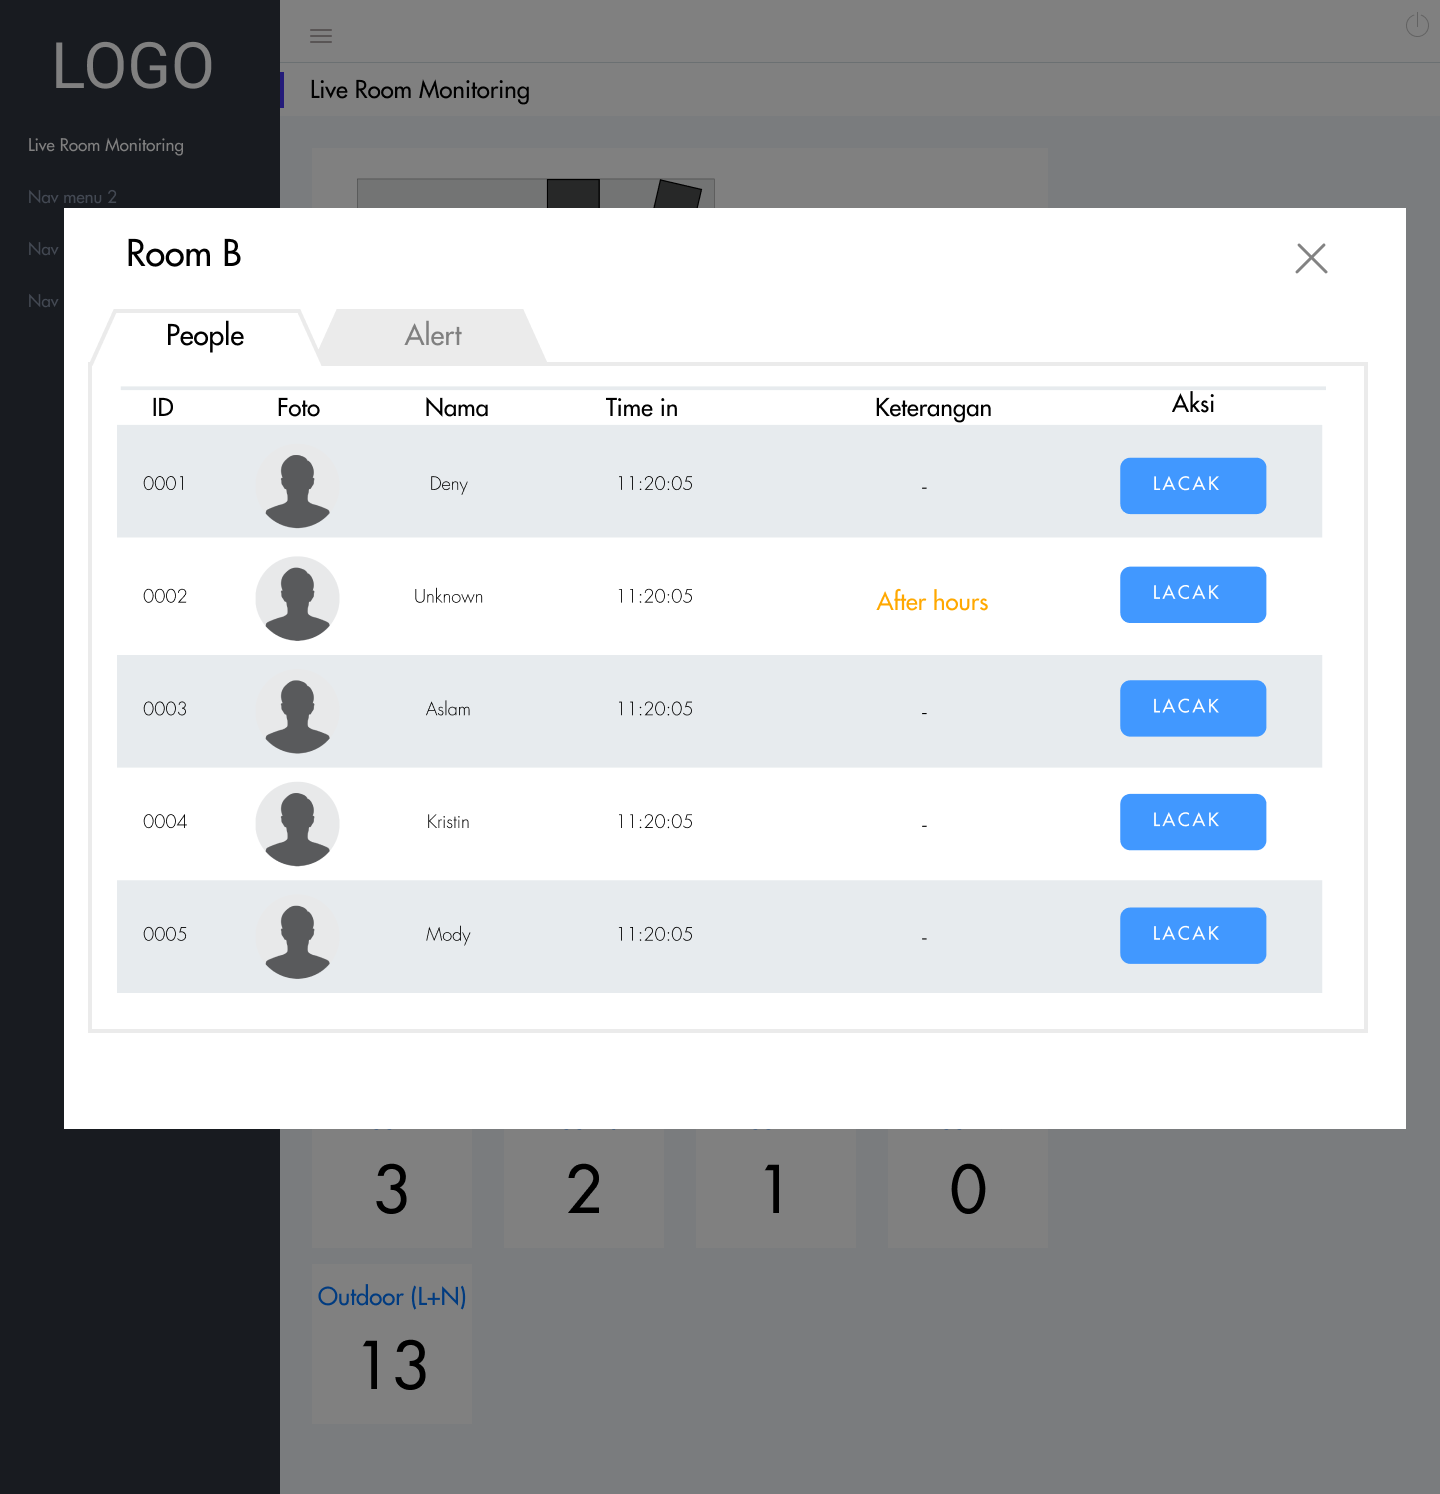 LOGO
Live Room Monitoring
Live Room Monitoring
Nav menu 2
Nav
Nav
Room B
People
Alert
ID Foto Nama Time in Keterangan Aksi
0001 Deny 11:20:05 - LACAK
0002 Unknown 11:20:05 After hours LACAK
0003 Aslam 11:20:05 - LACAK
0004 Kristin 11:20:05 - LACAK
0005 Mody 11:20:05 - LACAK
3 2 1 0
Outdoor (L+N)
13